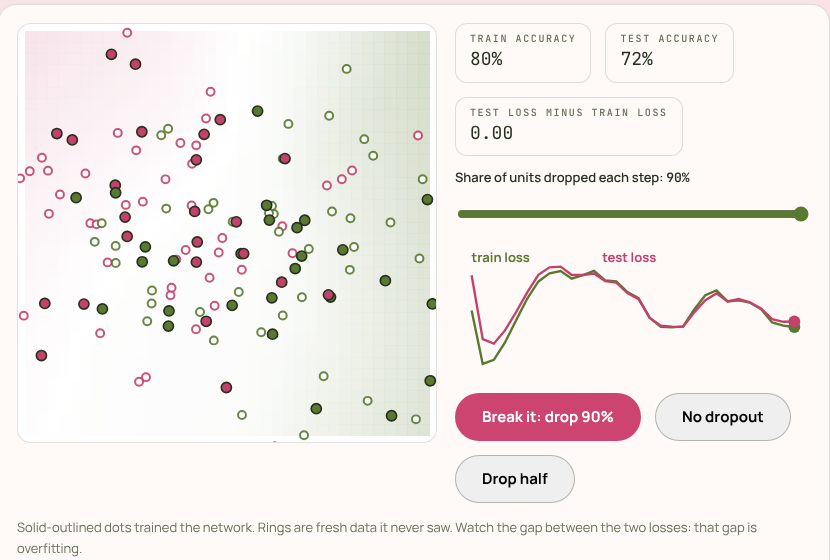 TRAIN ACCURACY
80%
TEST ACCURACY
72%
TEST LOSS MINUS TRAIN LOSS
0.00
Share of units dropped each step: 90%
train loss
test loss
Break it: drop 90%
No dropout
Drop half
Solid-outlined dots trained the network. Rings are fresh data it never saw. Watch the gap between the two losses: that gap is
overfitting.